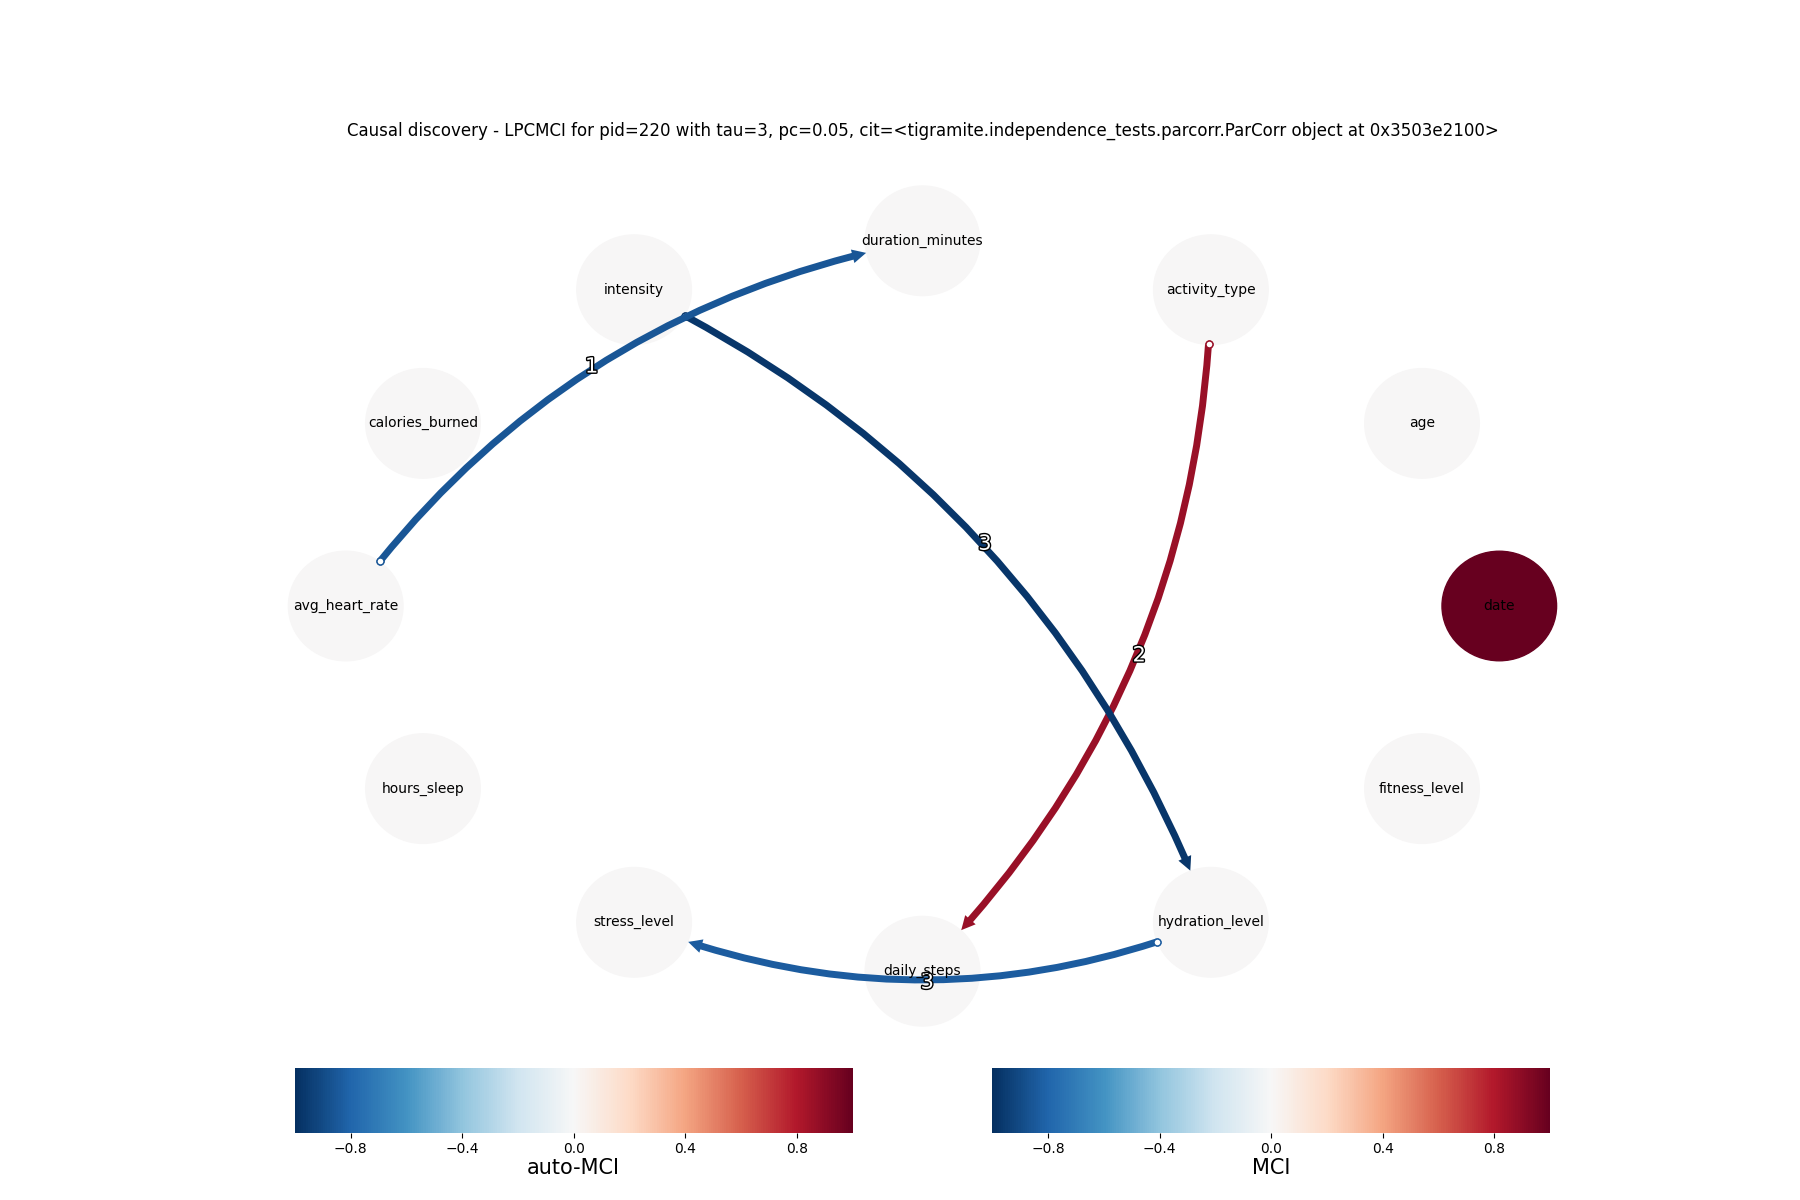 Causal discovery - LPCMCI for pid=220 with tau=3, pc=0.05, cit=<tigramite.independence_tests.parcorr.ParCorr object at 0x3503e2100>
duration_minutes
intensity
activity_type
1
calories_burned
age
3
avg_heart_rate
date
2
hours_sleep
fitness_level
stress_level
hydration_level
daily_steps
3
−0.8 −0.4 0.0 0.4 0.8
auto-MCI
−0.8 −0.4 0.0 0.4 0.8
MCI